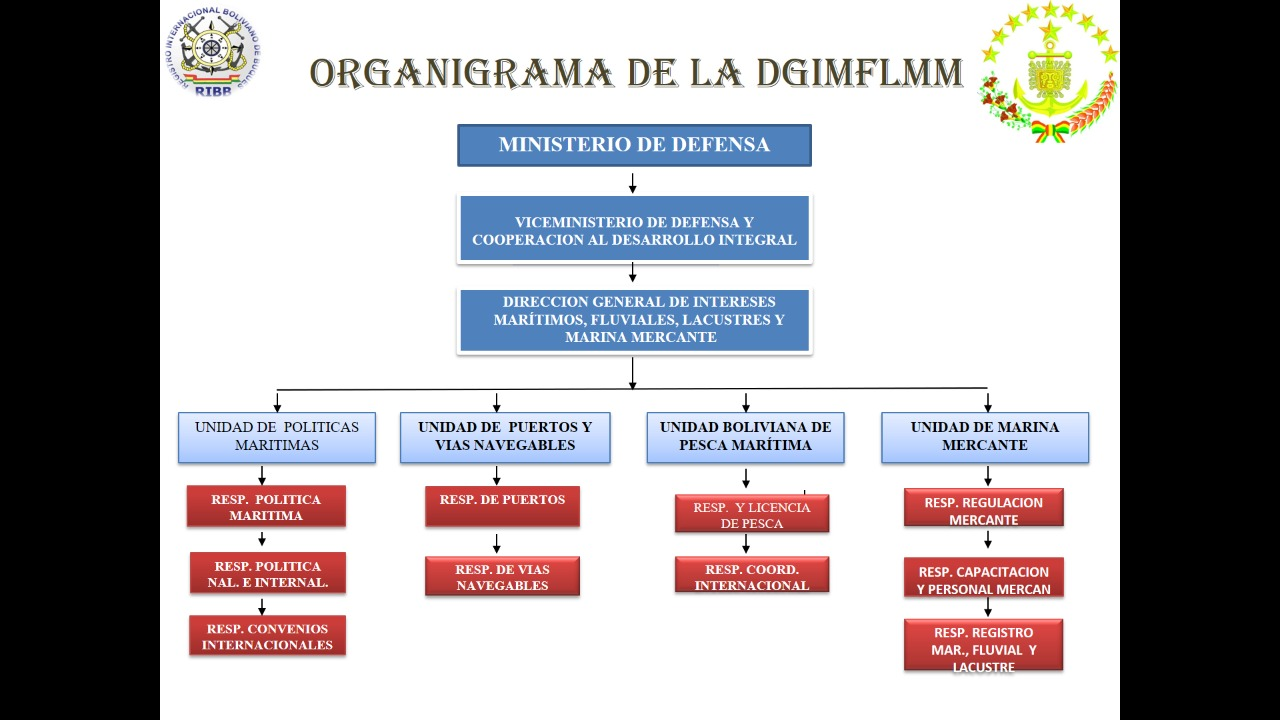 ORGANIGRAMA DE LA DGIMFLMM
RIBB
MINISTERIO DE DEFENSA
VICEMINISTERIO DE DEFENSA Y
COOPERACION AL DESARROLLO INTEGRAL
DIRECCION GENERAL DE INTERESES
MARÍTIMOS, FLUVIALES, LACUSTRES Y
MARINA MERCANTE
UNIDAD DE POLITICAS
MARITIMAS
RESP. POLITICA
MARITIMA
RESP. POLITICA
NAL. E INTERNAL.
RESP. CONVENIOS
INTERNACIONALES
UNIDAD DE PUERTOS Y
VIAS NAVEGABLES
RESP. DE PUERTOS
RESP. DE VIAS
NAVEGABLES
UNIDAD BOLIVIANA DE
PESCA MARÍTIMA
RESP. Y LICENCIA
DE PESCA
RESP. COORD.
INTERNACIONAL
UNIDAD DE MARINA
MERCANTE
RESP. REGULACION
MERCANTE
RESP. CAPACITACION
Y PERSONAL MERCAN
RESP. REGISTRO
MAR., FLUVIAL Y
LACUSTRE